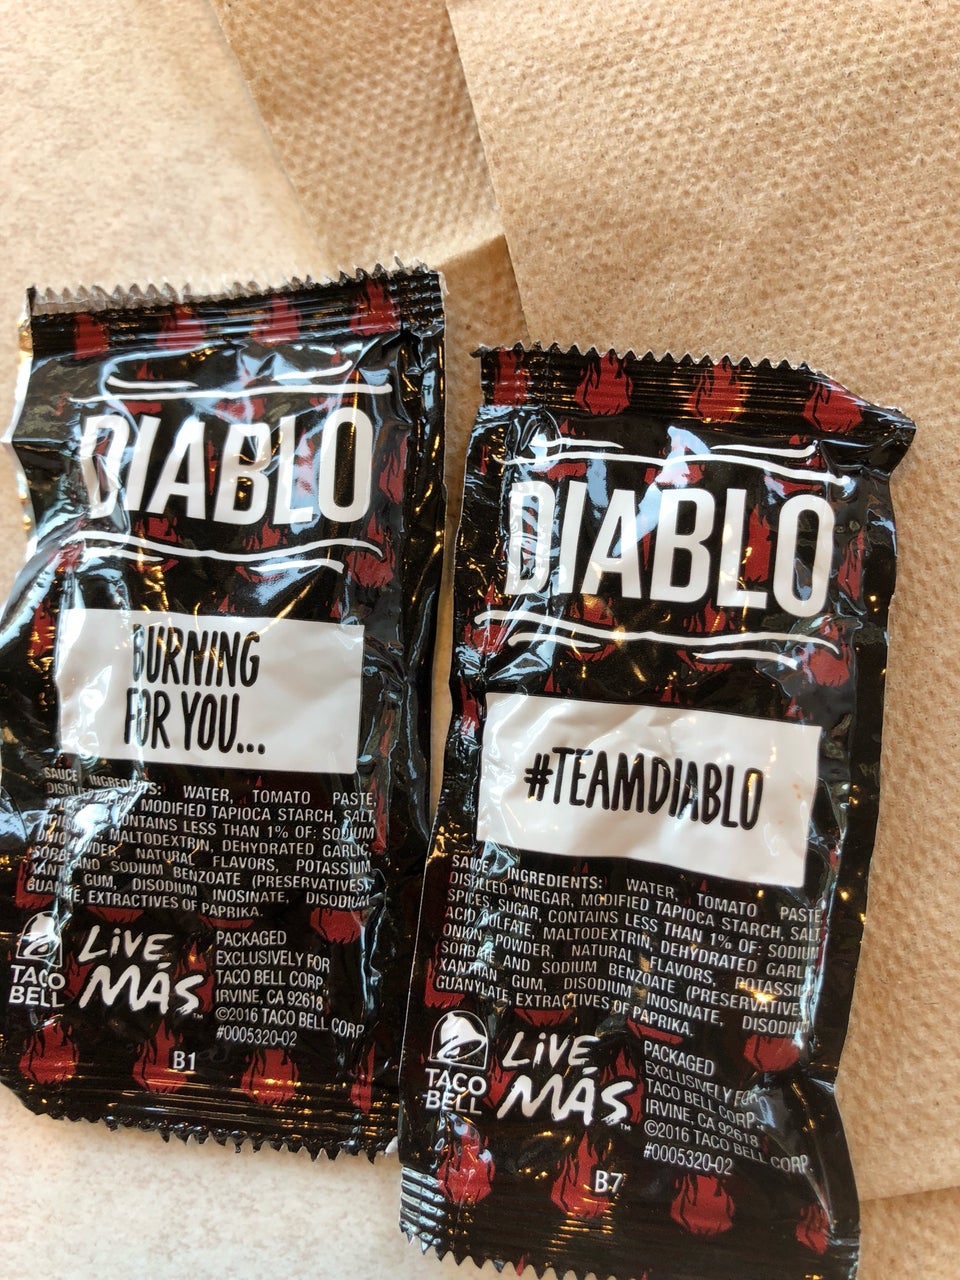 DIABLO
BURNING
FOR YOU...
SAUCE INGREDIENTS: WATER, TOMATO PASTE,
DISTILLED MODIFIED TAPIOCA STARCH, SALT,
CONTAINS LESS THAN 1% OF: SODIUM
MALTODEXTRIN, DEHYDRATED GARLIC,
NATURAL FLAVORS, POTASSIUM
AND SODIUM BENZOATE (PRESERVATIVES),
GUM, DISODIUM INOSINATE, DISODIUM
EXTRACTIVES OF PAPRIKA.
TACO
BELL
LiVE
MÁS™
PACKAGED
EXCLUSIVELY FOR
TACO BELL CORP.
IRVINE, CA 92618
©2016 TACO BELL CORP.
#0005320-02
B1
DIABLO
#TEAMDIABLO
SAUCE INGREDIENTS: WATER, TOMATO PASTE,
DISTILLED VINEGAR, MODIFIED TAPIOCA STARCH,
SPICES, SUGAR, CONTAINS LESS THAN 1% OF: SODIUM
ACID SULFATE, MALTODEXTRIN, DEHYDRATED
ONION POWDER, NATURAL FLAVORS, POTASSIUM
SORBATE AND SODIUM BENZOATE (PRESERVATIVES
XANTHAN GUM, DISODIUM INOSINATE, DISODIUM
GUANYLATE, EXTRACTIVES OF PAPRIKA.
TACO
BELL
LiVE
MÁS™
PACKAGED
EXCLUSIVELY FOR
TACO BELL CORP.
IRVINE, CA 92618
©2016 TACO BELL CORP.
#0005320-02
B7